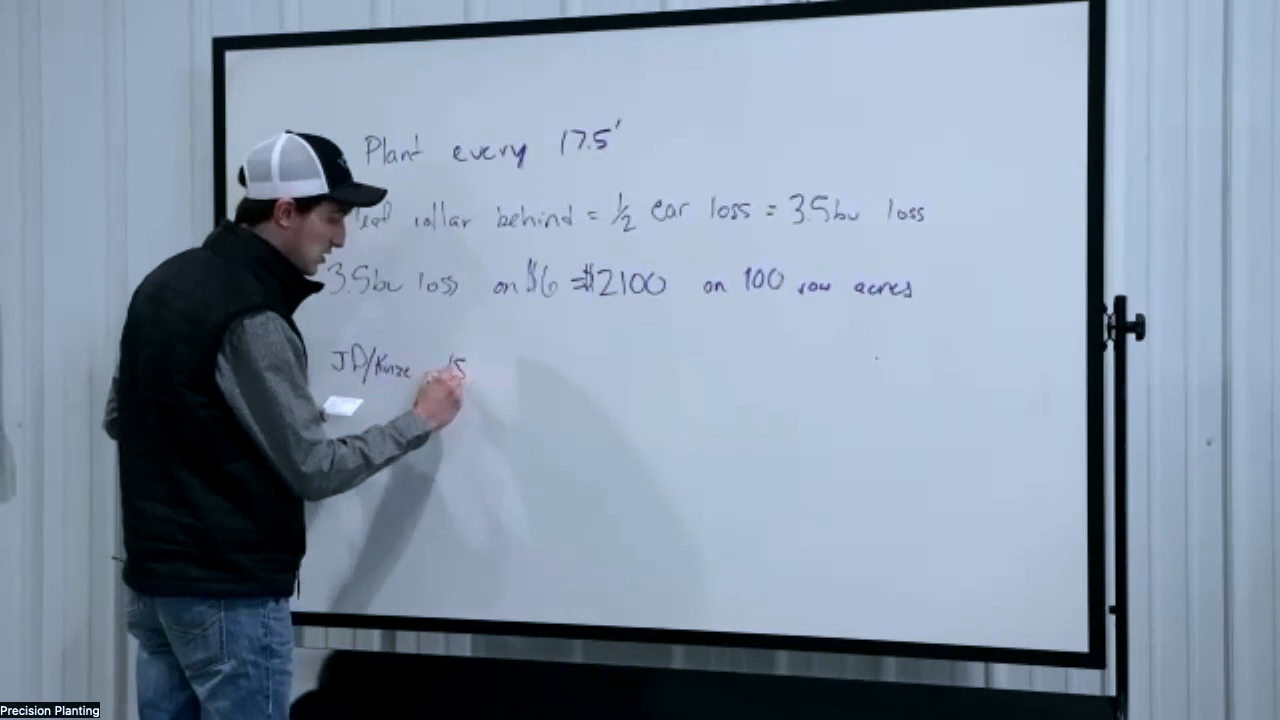 Plant every 17.5'
leaf collar behind = 1/2 ear loss = 3.5bu loss
3.5bu loss on $6 = $2100 on 100 row acres
JD/Kinze 15
Precision Planting